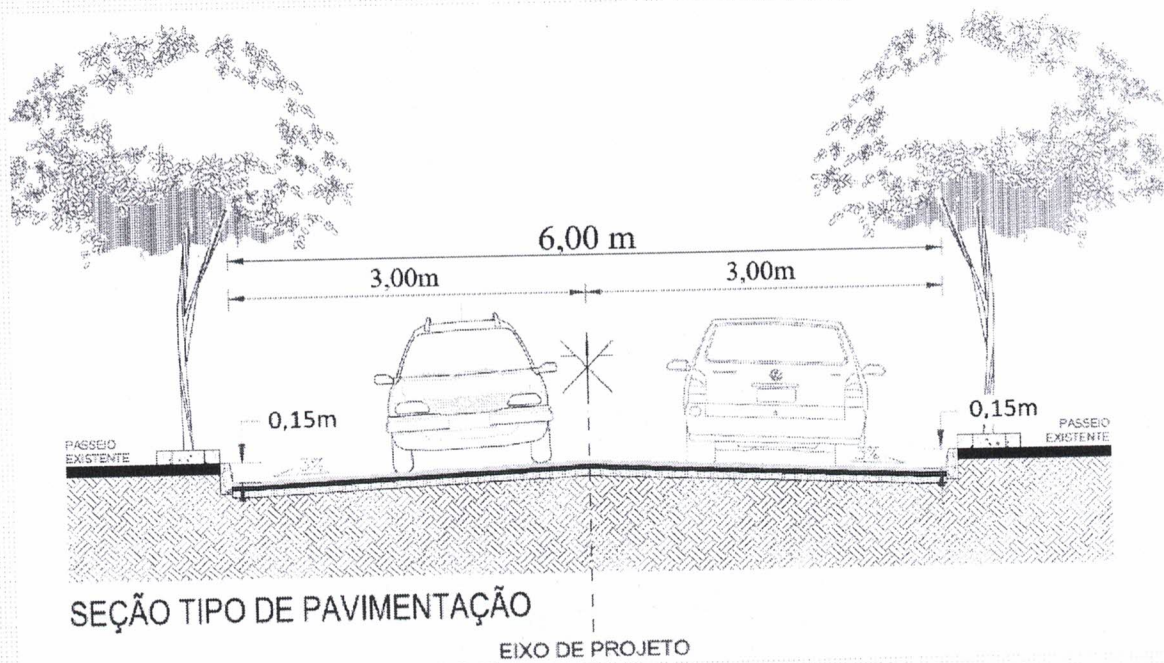 6,00 m
3,00m
3,00m
0,15m
0,15m
PASSEIO
EXISTENTE
PASSEIO
EXISTENTE
3%
SEÇÃO TIPO DE PAVIMENTAÇÃO
EIXO DE PROJETO